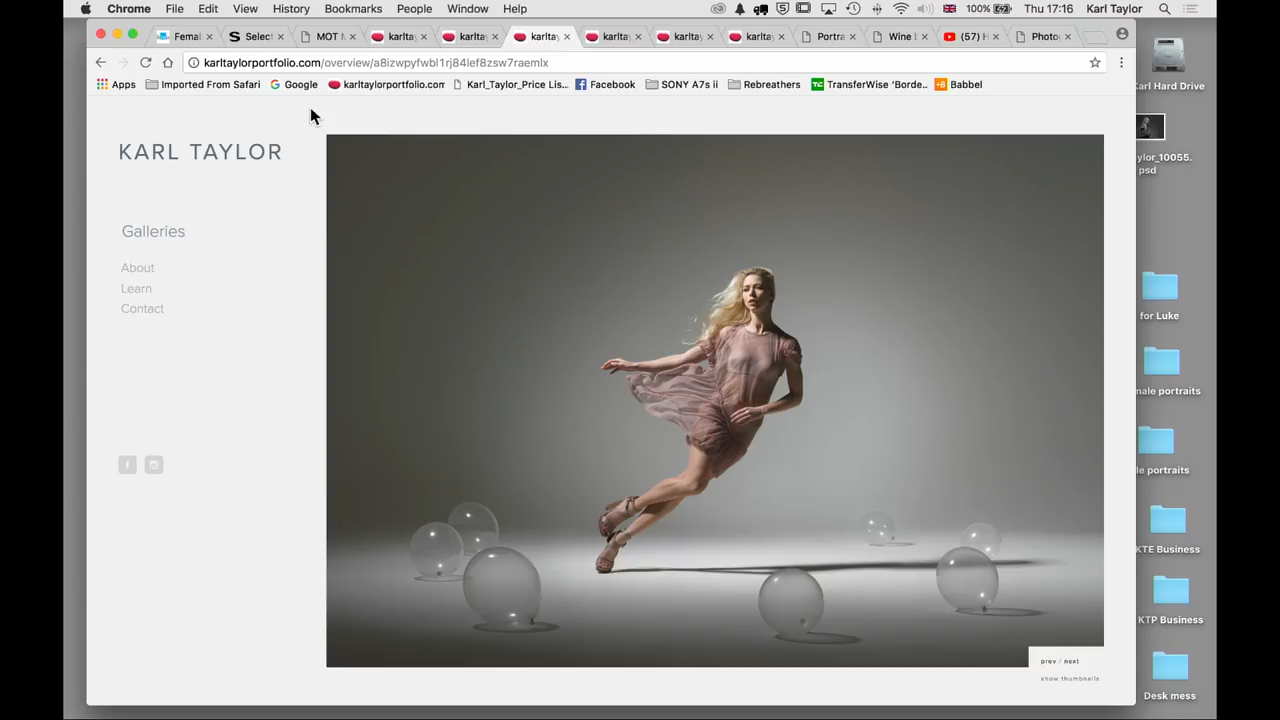 Chrome File Edit View History Bookmarks People Window Help 100% Thu 17:16 Karl Taylor
Femal Select MOT M karlta karlta karlta karlta karlta karlta Portra Wine L (57) H Photo
karltaylorportfolio.com/overview/a8izwpyfwbl1rj84lef8zsw7raemlx
Apps Imported From Safari Google karltaylorportfolio.com Karl_Taylor_Price Lis... Facebook SONY A7s ii Rebreathers TransferWise 'Borde... Babbel
Karl Hard Drive
KARL TAYLOR
ylor_10055.
psd
Galleries
About
Learn
Contact
for Luke
male portraits
le portraits
KTE Business
KTP Business
prev / next
show thumbnails
Desk mess